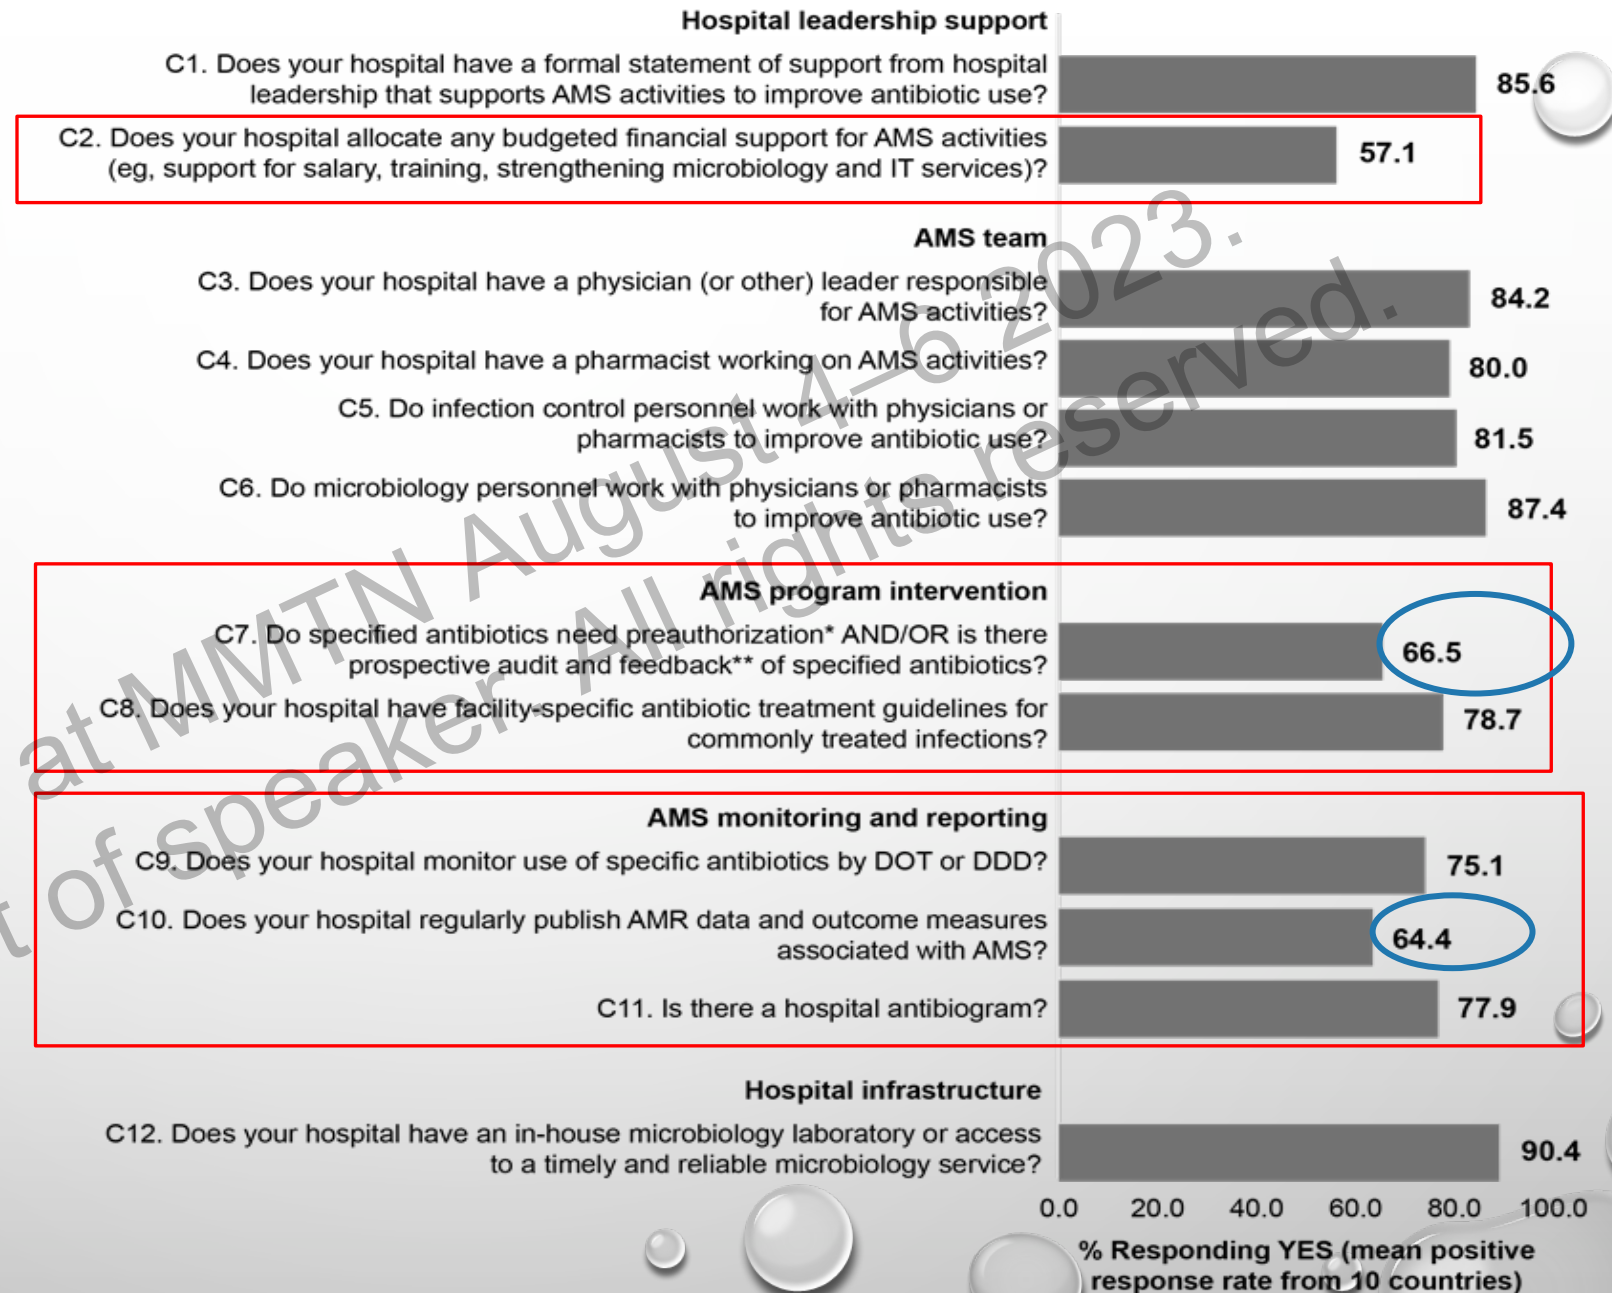 Hospital leadership support
C1. Does your hospital have a formal statement of support from hospital
leadership that supports AMS activities to improve antibiotic use?
85.6
C2. Does your hospital allocate any budgeted financial support for AMS activities
(eg, support for salary, training, strengthening microbiology and IT services)?
57.1
AMS team
C3. Does your hospital have a physician (or other) leader responsible
for AMS activities?
84.2
C4. Does your hospital have a pharmacist working on AMS activities?
80.0
C5. Do infection control personnel work with physicians or
pharmacists to improve antibiotic use?
81.5
C6. Do microbiology personnel work with physicians or pharmacists
to improve antibiotic use?
87.4
AMS program intervention
C7. Do specified antibiotics need preauthorization* AND/OR is there
prospective audit and feedback** of specified antibiotics?
66.5
C8. Does your hospital have facility-specific antibiotic treatment guidelines for
commonly treated infections?
78.7
AMS monitoring and reporting
C9. Does your hospital monitor use of specific antibiotics by DOT or DDD?
75.1
C10. Does your hospital regularly publish AMR data and outcome measures
associated with AMS?
64.4
C11. Is there a hospital antibiogram?
77.9
Hospital infrastructure
C12. Does your hospital have an in-house microbiology laboratory or access
to a timely and reliable microbiology service?
90.4
0.0 20.0 40.0 60.0 80.0 100.0
% Responding YES (mean positive
response rate from 10 countries)
at MMTN August 4–6 2023.
of speaker. All rights reserved.